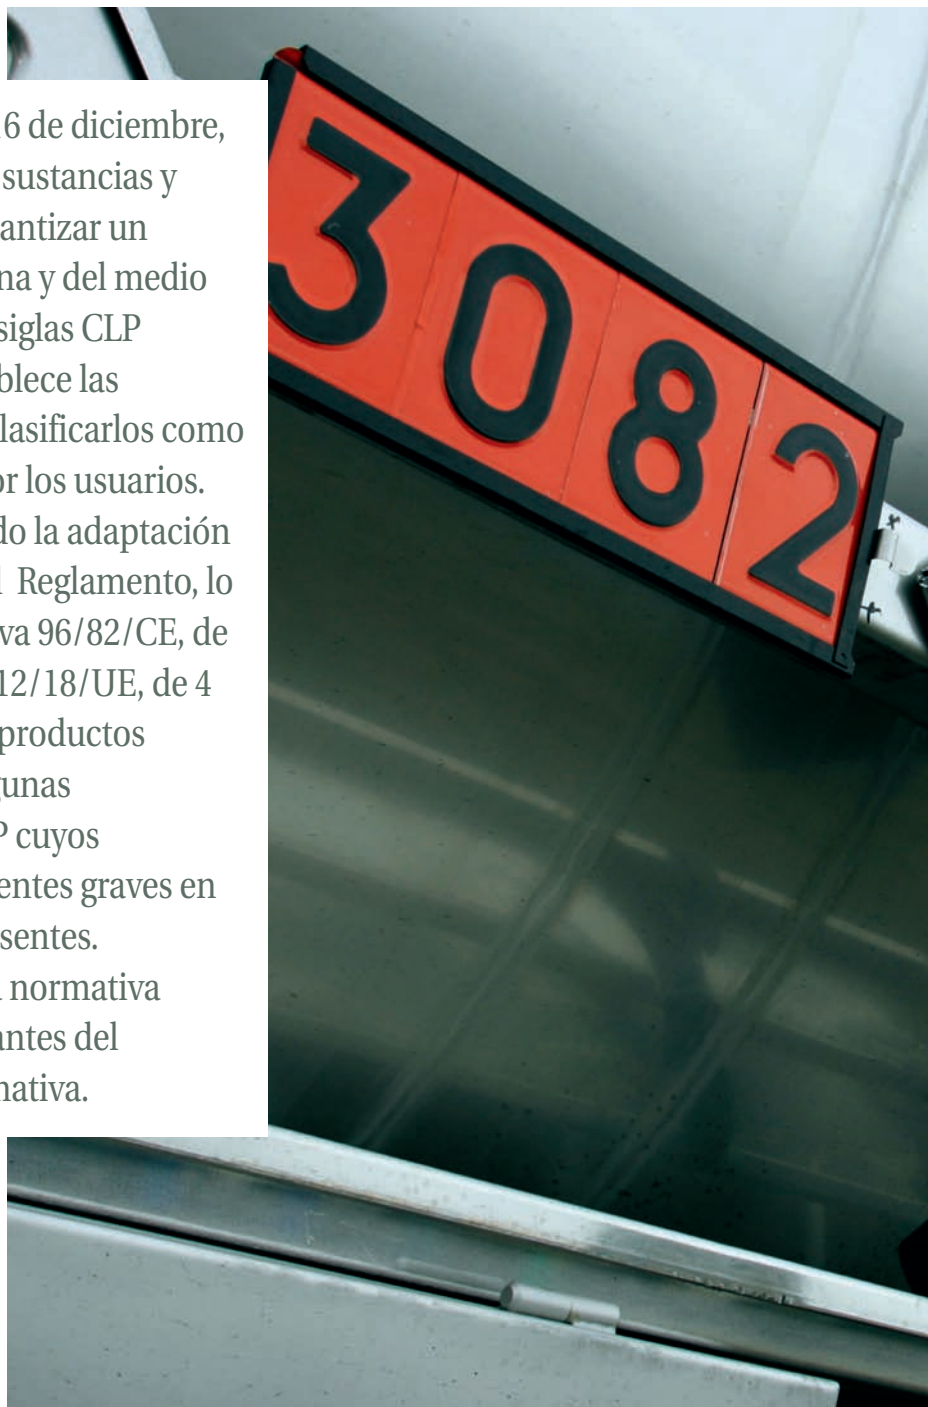 6 de diciembre,
sustancias y
antizar un
na y del medio
siglas CLP
blece las
lasificarlos como
or los usuarios.
do la adaptación
l Reglamento, lo
va 96/82/CE, de
12/18/UE, de 4
productos
gunas
P cuyos
entes graves en
sentes.
normativa
antes del
mativa.
3082